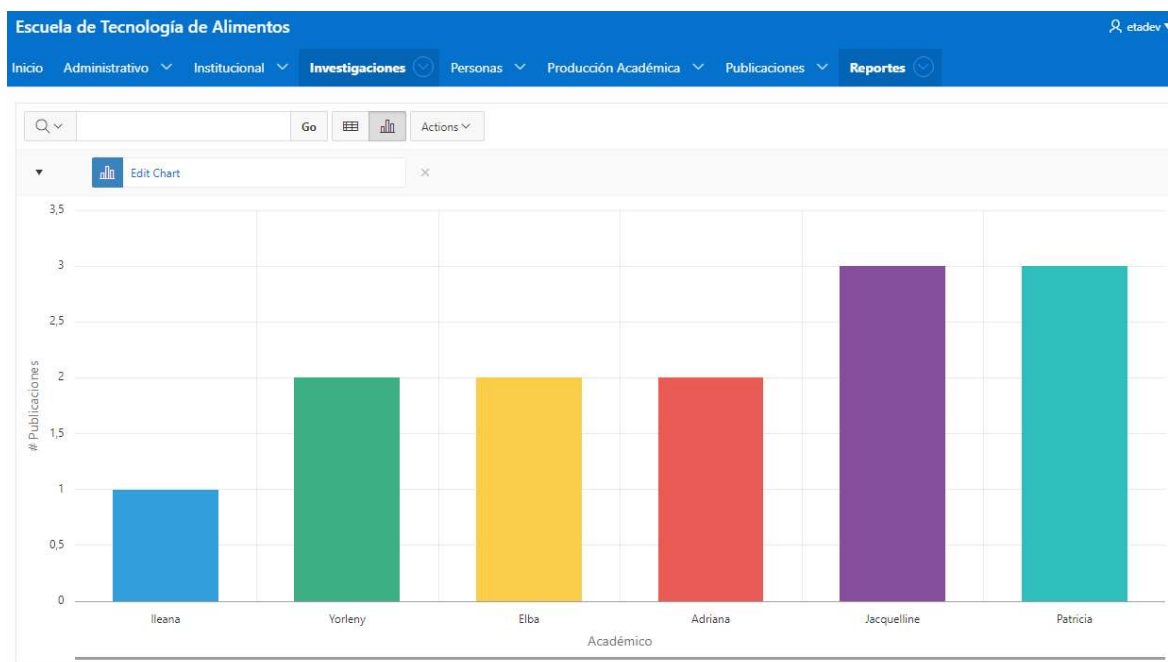 Escuela de Tecnología de Alimentos
etadev
Inicio Administrativo Institucional Investigaciones Personas Producción Académica Publicaciones Reportes
Go Actions
Edit Chart
3,5
3
2,5
2
1,5
1
0,5
0
# Publicaciones
Ileana Yorleny Elba Adriana Jacquelline Patricia
Académico